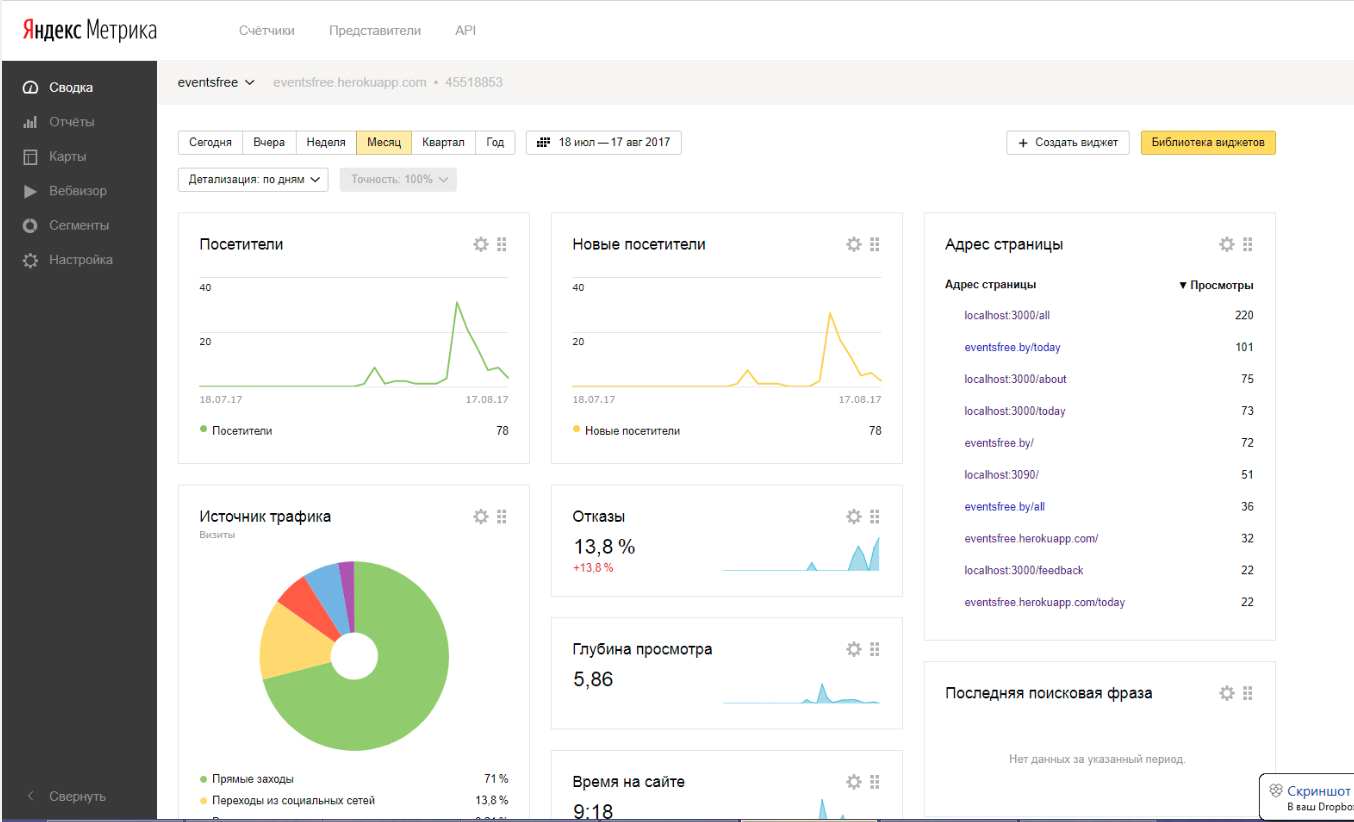 Яндекс Метрика
Счётчики Представители API
Сводка
Отчёты
Карты
Вебвизор
Сегменты
Настройка
Свернуть
eventsfree eventsfree.herokuapp.com • 45518853
Сегодня Вчера Неделя Месяц Квартал Год 18 июл — 17 авг 2017
+ Создать виджет Библиотека виджетов
Детализация: по дням Точность: 100%
Посетители
40
20
18.07.17 17.08.17
Посетители 78
Новые посетители
40
20
18.07.17 17.08.17
Новые посетители 78
Адрес страницы
Адрес страницы ▼ Просмотры
localhost:3000/all 220
eventsfree.by/today 101
localhost:3000/about 75
localhost:3000/today 73
eventsfree.by/ 72
localhost:3090/ 51
eventsfree.by/all 36
eventsfree.herokuapp.com/ 32
localhost:3000/feedback 22
eventsfree.herokuapp.com/today 22
Источник трафика
Визиты
Прямые заходы 71 %
Переходы из социальных сетей 13,8 %
Отказы
13,8 %
+13,8 %
Глубина просмотра
5,86
Время на сайте
9:18
Последняя поисковая фраза
Нет данных за указанный период.
Скриншот
В ваш Dropbox